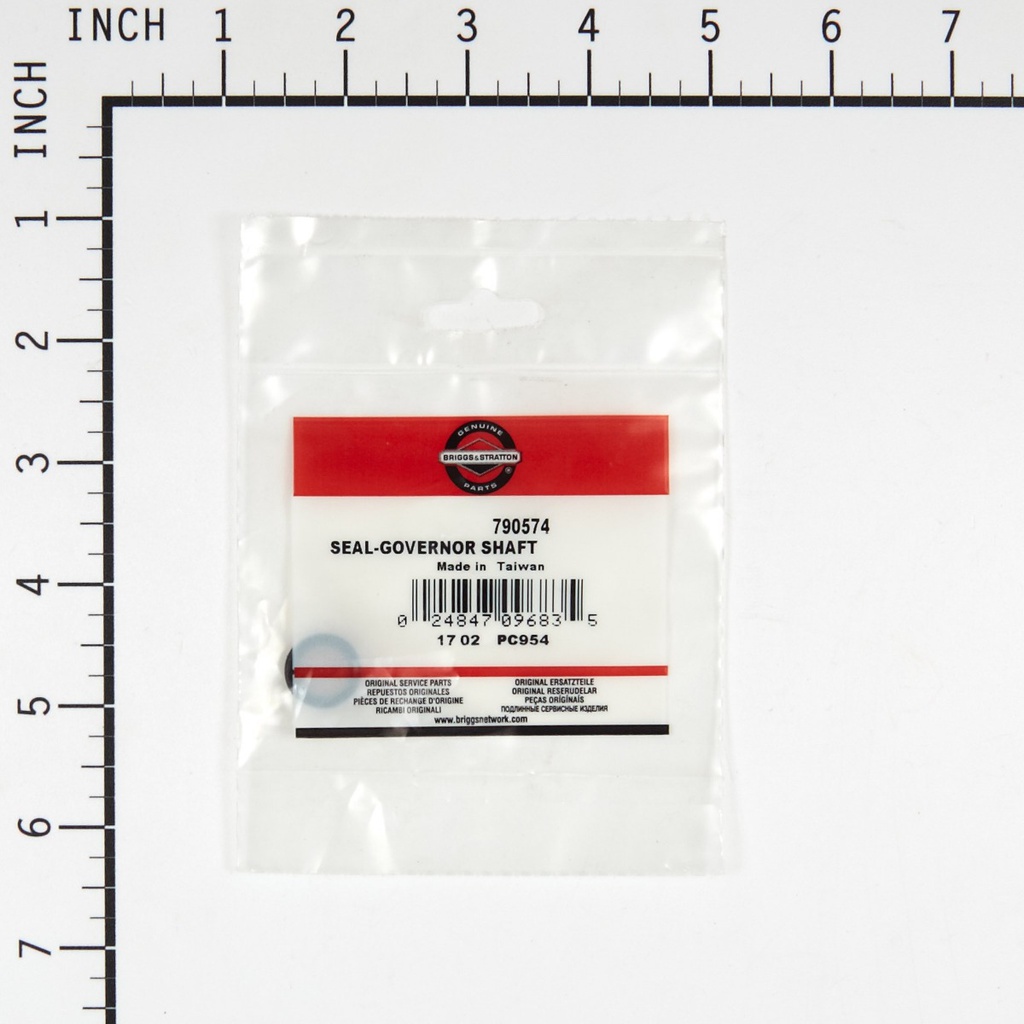 INCH 1 2 3 4 5 6 7
INCH
1
2
3
4
5
6
7
GENUINE
BRIGGS&STRATTON
®
PARTS
790574
SEAL-GOVERNOR SHAFT
Made in Taiwan
0 24847 09683 5
17 02 PC954
ORIGINAL SERVICE PARTS
REPUESTOS ORIGINALES
PIÈCES DE RECHANGE D'ORIGINE
RICAMBI ORIGINALI
ORIGINAL ERSATZTEILE
ORIGINAL RESERUDELAR
PEÇAS ORIGINAIS
ПОДЛИННЫЕ СЕРВИСНЫЕ ИЗДЕЛИЯ
www.briggsnetwork.com